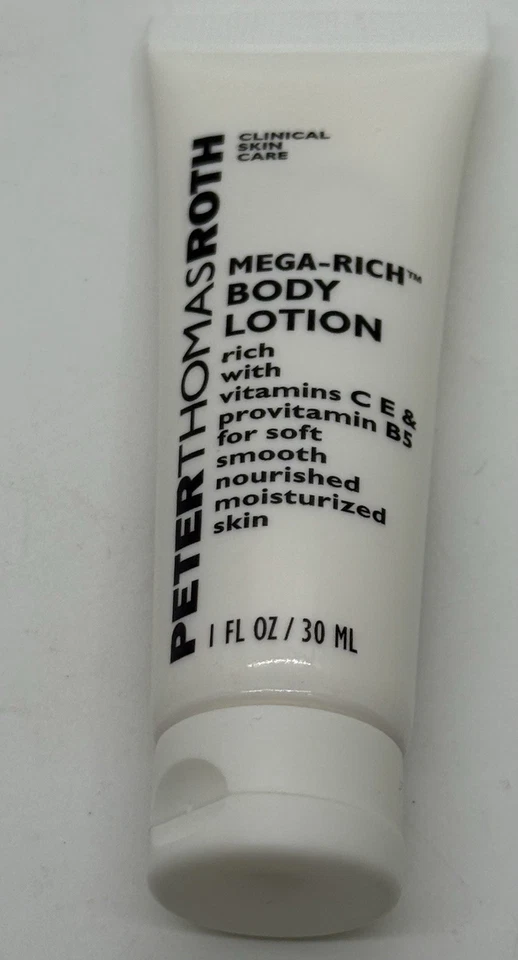 PETERTHOMASROTH
CLINICAL
SKIN
CARE
MEGA-RICH™
BODY
LOTION
rich
with
vitamins C E &
provitamin B5
for soft
smooth
nourished
moisturized
skin
1 FL OZ / 30 ML